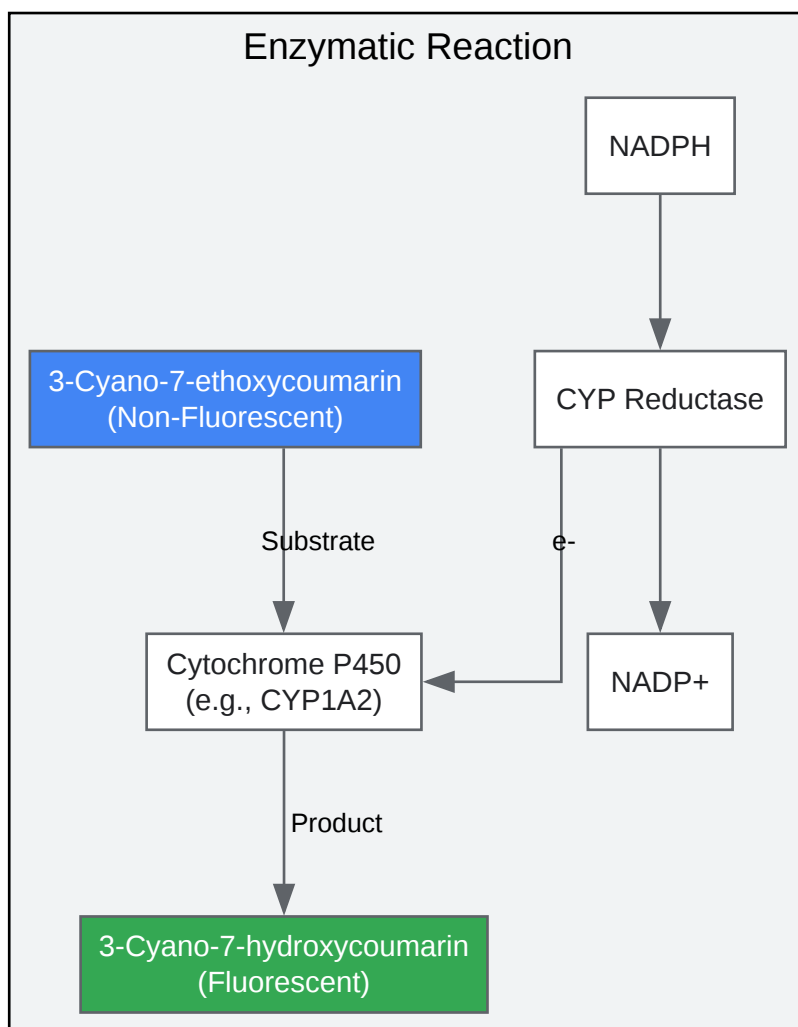 Enzymatic Reaction
NADPH
3-Cyano-7-ethoxycoumarin
(Non-Fluorescent)
CYP Reductase
Substrate
e-
Cytochrome P450
(e.g., CYP1A2)
NADP+
Product
3-Cyano-7-hydroxycoumarin
(Fluorescent)